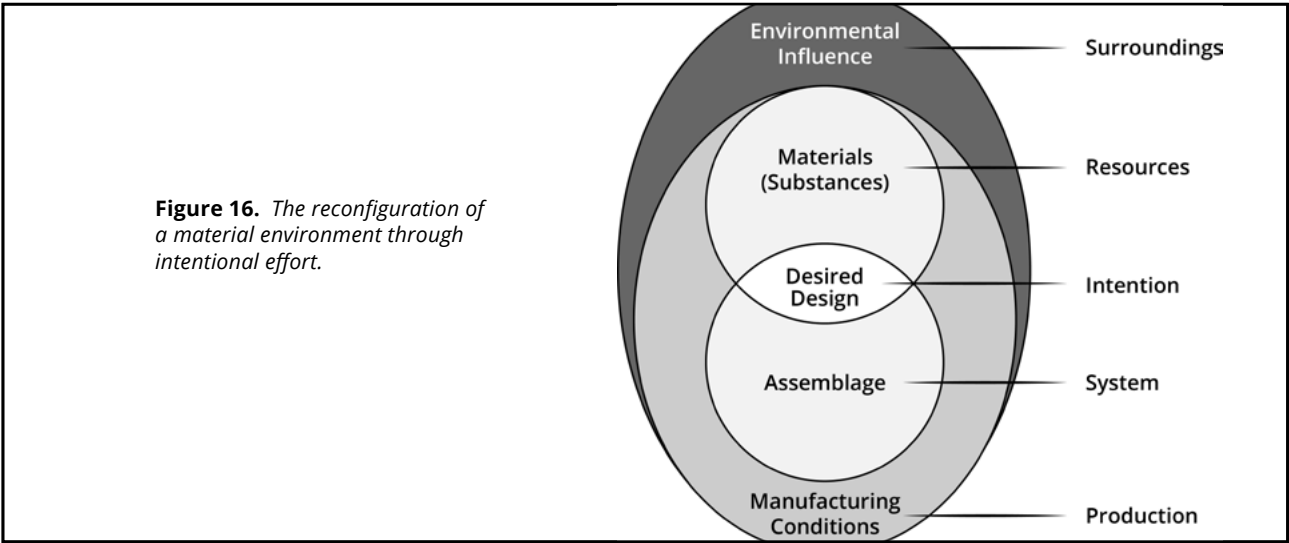 Figure 16. The reconfiguration of
a material environment through
intentional effort.
Environmental
Influence
Surroundings
Materials
(Substances)
Resources
Desired
Design
Intention
Assemblage
System
Manufacturing
Conditions
Production